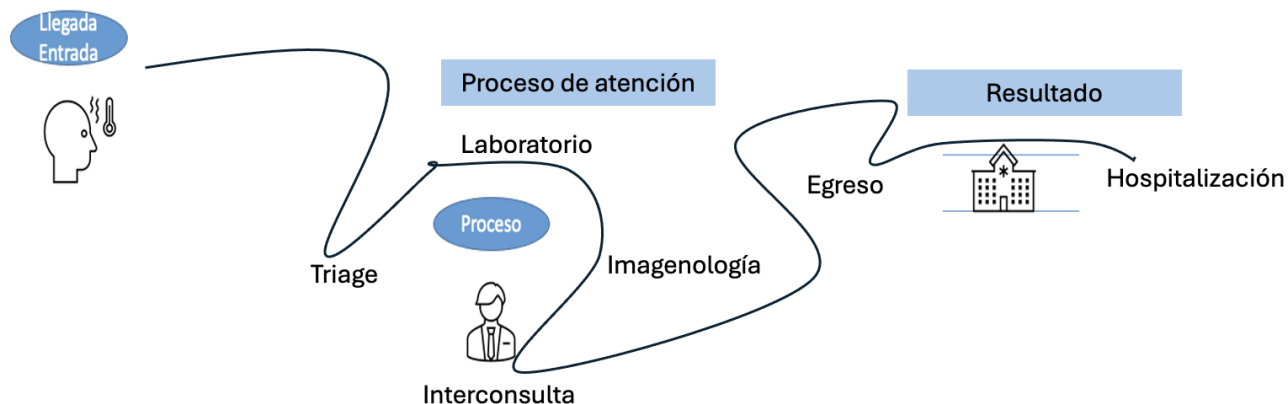 Llegada
Entrada
Proceso de atención
Resultado
Laboratorio
Egreso
Hospitalización
Proceso
Triage
Imagenología
Interconsulta